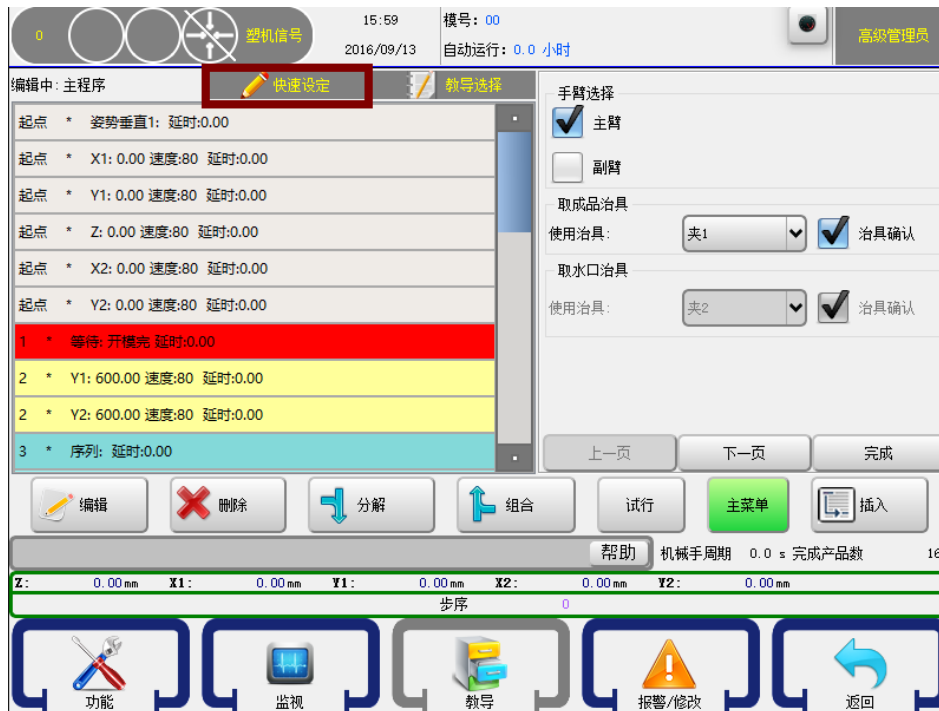 0
塑机信号
15:59
2016/09/13
模号: 00
自动运行: 0.0 小时
高级管理员
编辑中: 主程序
快速设定
教导选择
起点 * 姿势垂直1: 延时:0.00
起点 * X1: 0.00 速度:80 延时:0.00
起点 * Y1: 0.00 速度:80 延时:0.00
起点 * Z: 0.00 速度:80 延时:0.00
起点 * X2: 0.00 速度:80 延时:0.00
起点 * Y2: 0.00 速度:80 延时:0.00
1 * 等待: 开模完 延时:0.00
2 * Y1: 600.00 速度:80 延时:0.00
2 * Y2: 600.00 速度:80 延时:0.00
3 * 序列: 延时:0.00
手臂选择
主臂
副臂
取成品治具
使用治具: 夹1 治具确认
取水口治具
使用治具: 夹2 治具确认
上一页 下一页 完成
编辑 删除 分解 组合 试行 主菜单 插入
帮助 机械手周期 0.0 s 完成产品数 16
Z: 0.00mm X1: 0.00mm Y1: 0.00mm X2: 0.00mm Y2: 0.00mm
步序 0
功能 监视 教导 报警/修改 返回